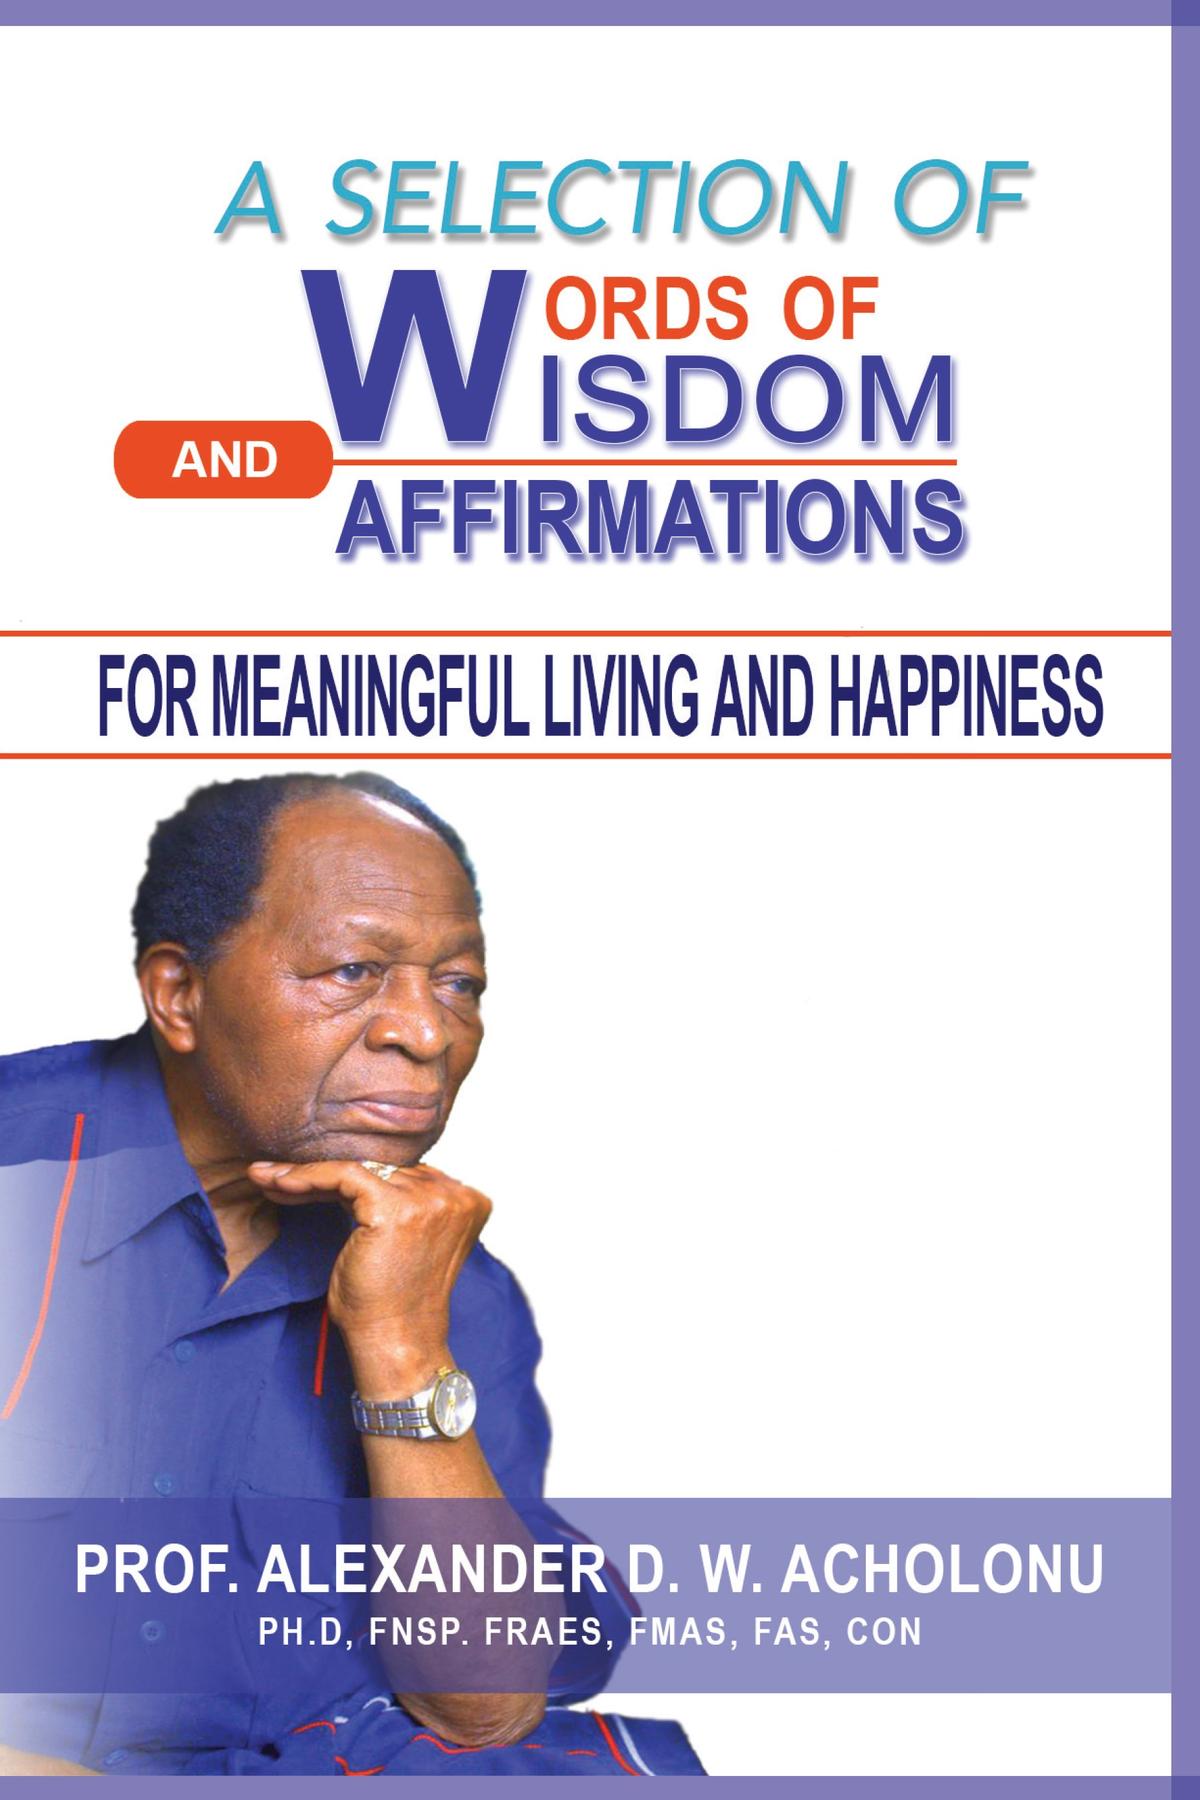 A SELECTION OF
WORDS OF
WISDOM
AND
AFFIRMATIONS
FOR MEANINGFUL LIVING AND HAPPINESS
PROF. ALEXANDER D. W. ACHOLONU
PH.D, FNSP. FRAES, FMAS, FAS, CON